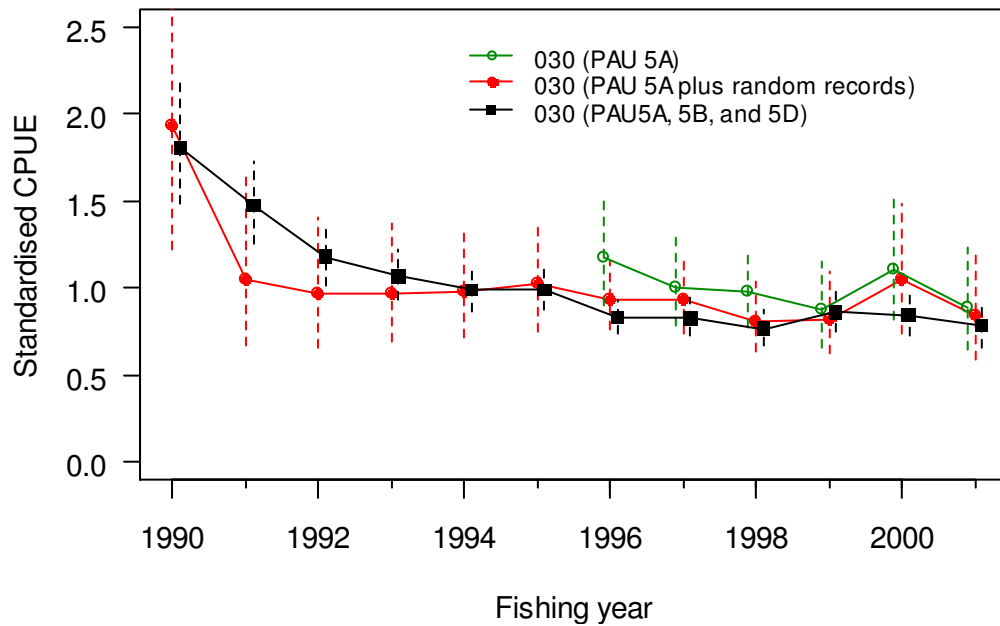 2.5
2.0
1.5
1.0
0.5
0.0
Standardised CPUE
030 (PAU 5A)
030 (PAU 5A plus random records)
030 (PAU5A, 5B, and 5D)
1990 1992 1994 1996 1998 2000
Fishing year